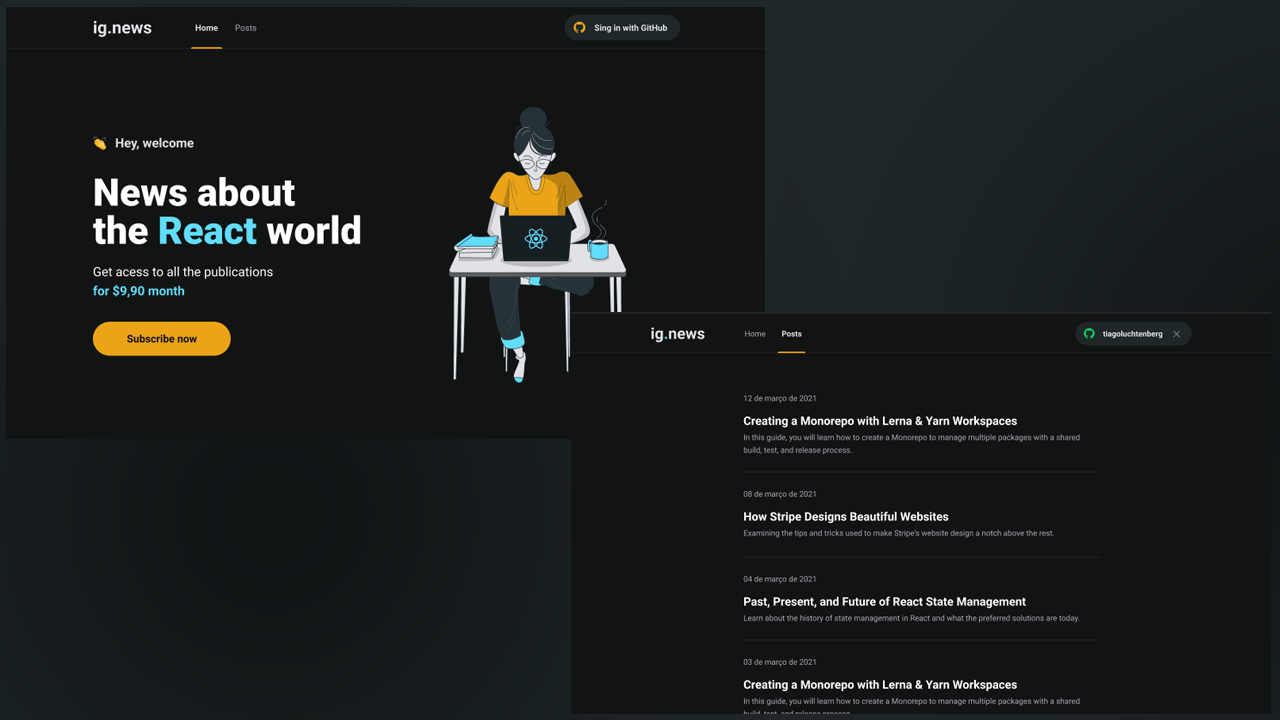 ig.news
Home
Posts
Sing in with GitHub
Hey, welcome
News about
the React world
Get acess to all the publications
for $9,90 month
Subscribe now
ig.news
Home
Posts
tiagoluchtenberg
12 de março de 2021
Creating a Monorepo with Lerna & Yarn Workspaces
In this guide, you will learn how to create a Monorepo to manage multiple packages with a shared
build, test, and release process.
08 de março de 2021
How Stripe Designs Beautiful Websites
Examining the tips and tricks used to make Stripe's website design a notch above the rest.
04 de março de 2021
Past, Present, and Future of React State Management
Learn about the history of state management in React and what the preferred solutions are today.
03 de março de 2021
Creating a Monorepo with Lerna & Yarn Workspaces
In this guide, you will learn how to create a Monorepo to manage multiple packages with a shared
build, test, and release process.